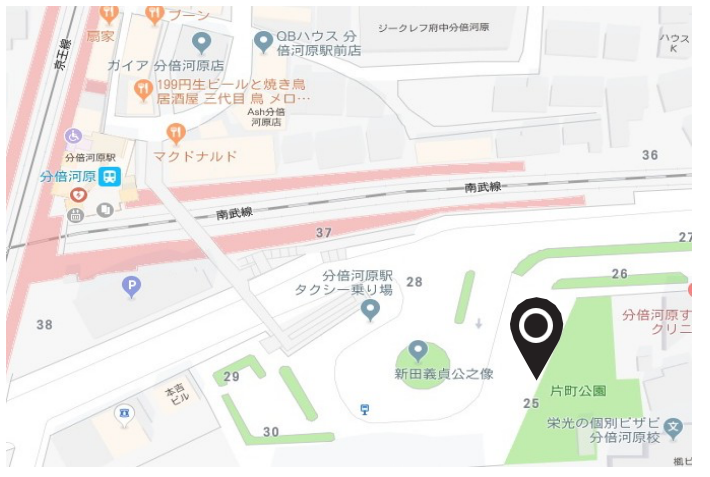 扇家
ブーン
京王線
QBハウス 分
倍河原駅前店
ジークレフ府中分倍河原
ハウス
K
ガイア 分倍河原店
199円生ビールと焼き鳥
居酒屋 三代目 鳥 メロ…
Ash分倍
河原店
マクドナルド
分倍河原駅
分倍河原
36
南武線
南武線
37
27
26
P
分倍河原駅
タクシー乗り場
28
38
分倍河原す
クリニ
新田義貞公之像
29
本吉
ビル
片町公園
25
栄光の個別ビザビ
分倍河原校
文
30
楓ビ